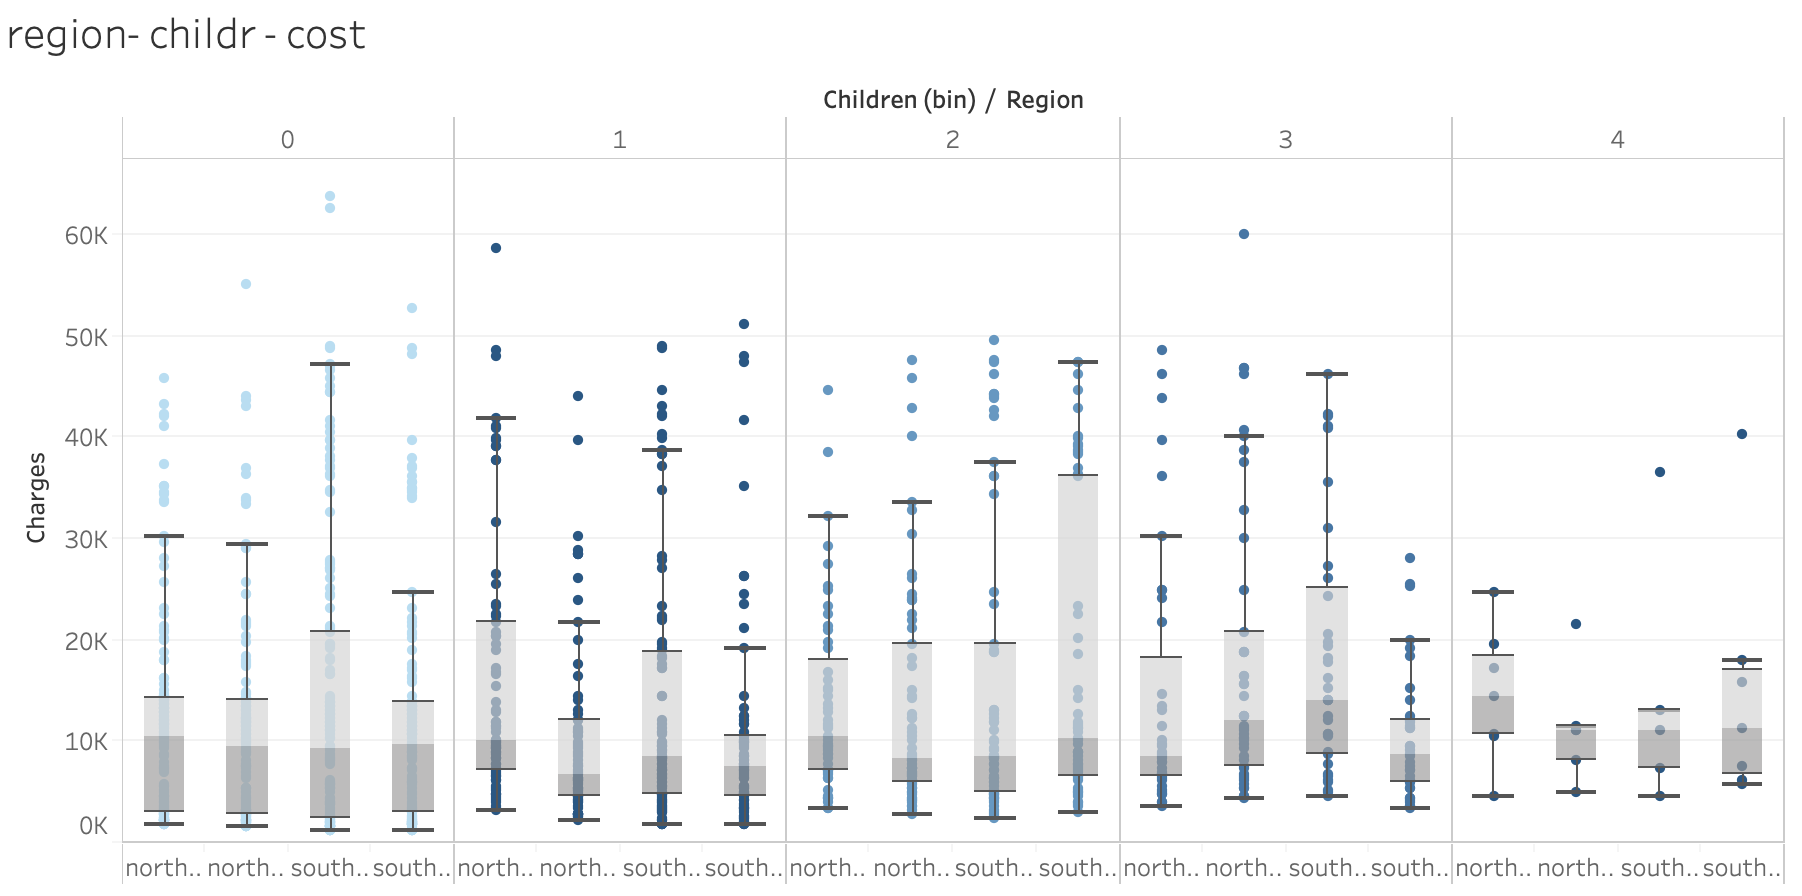 region- childr - cost
Children (bin) / Region
0 1 2 3 4
60K
50K
40K
30K
20K
10K
0K
Charges
north.. north.. south.. south.. north.. north.. south.. south.. north.. north.. south.. south.. north.. north.. south.. south.. north.. north.. south.. south..